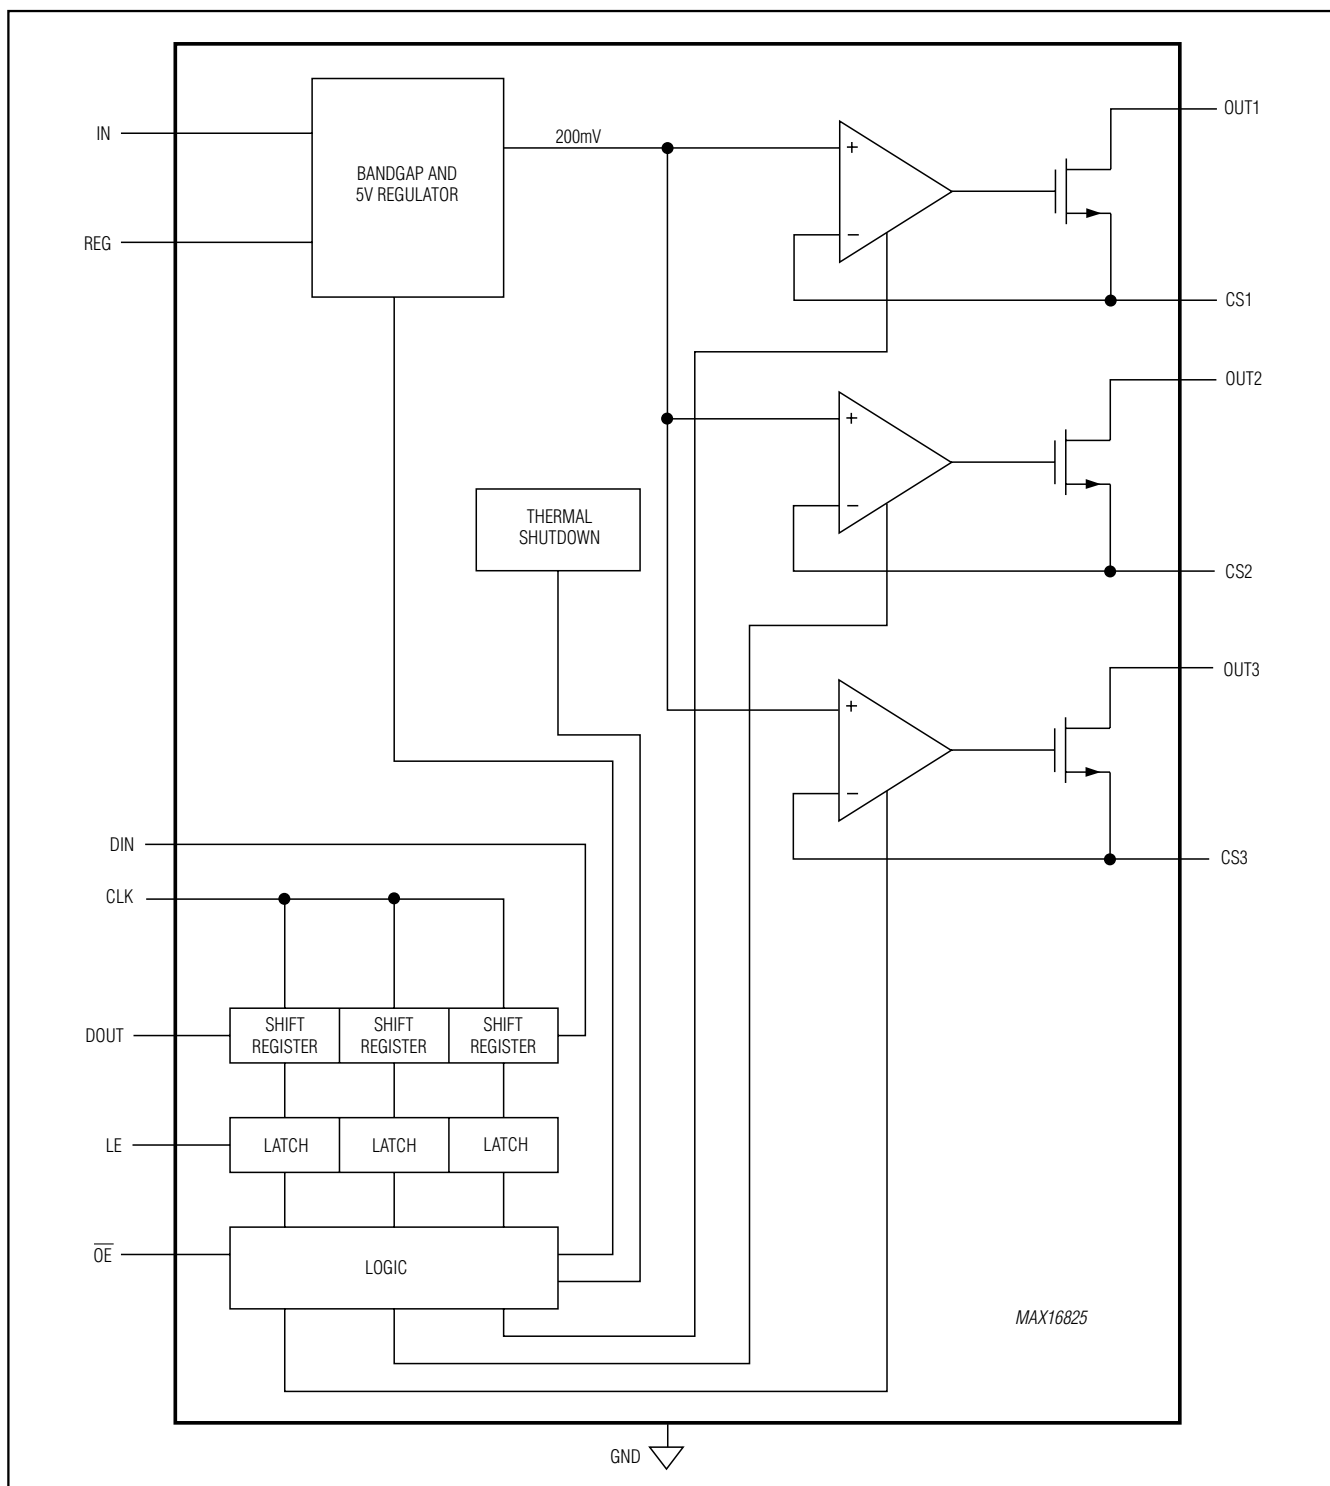 IN
BANDGAP AND
5V REGULATOR
REG
200mV
+
−
OUT1
CS1
+
−
OUT2
CS2
THERMAL
SHUTDOWN
+
−
OUT3
CS3
DIN
CLK
DOUT
SHIFT
REGISTER
SHIFT
REGISTER
SHIFT
REGISTER
LE
LATCH
LATCH
LATCH
O̅E̅
LOGIC
MAX16825
GND